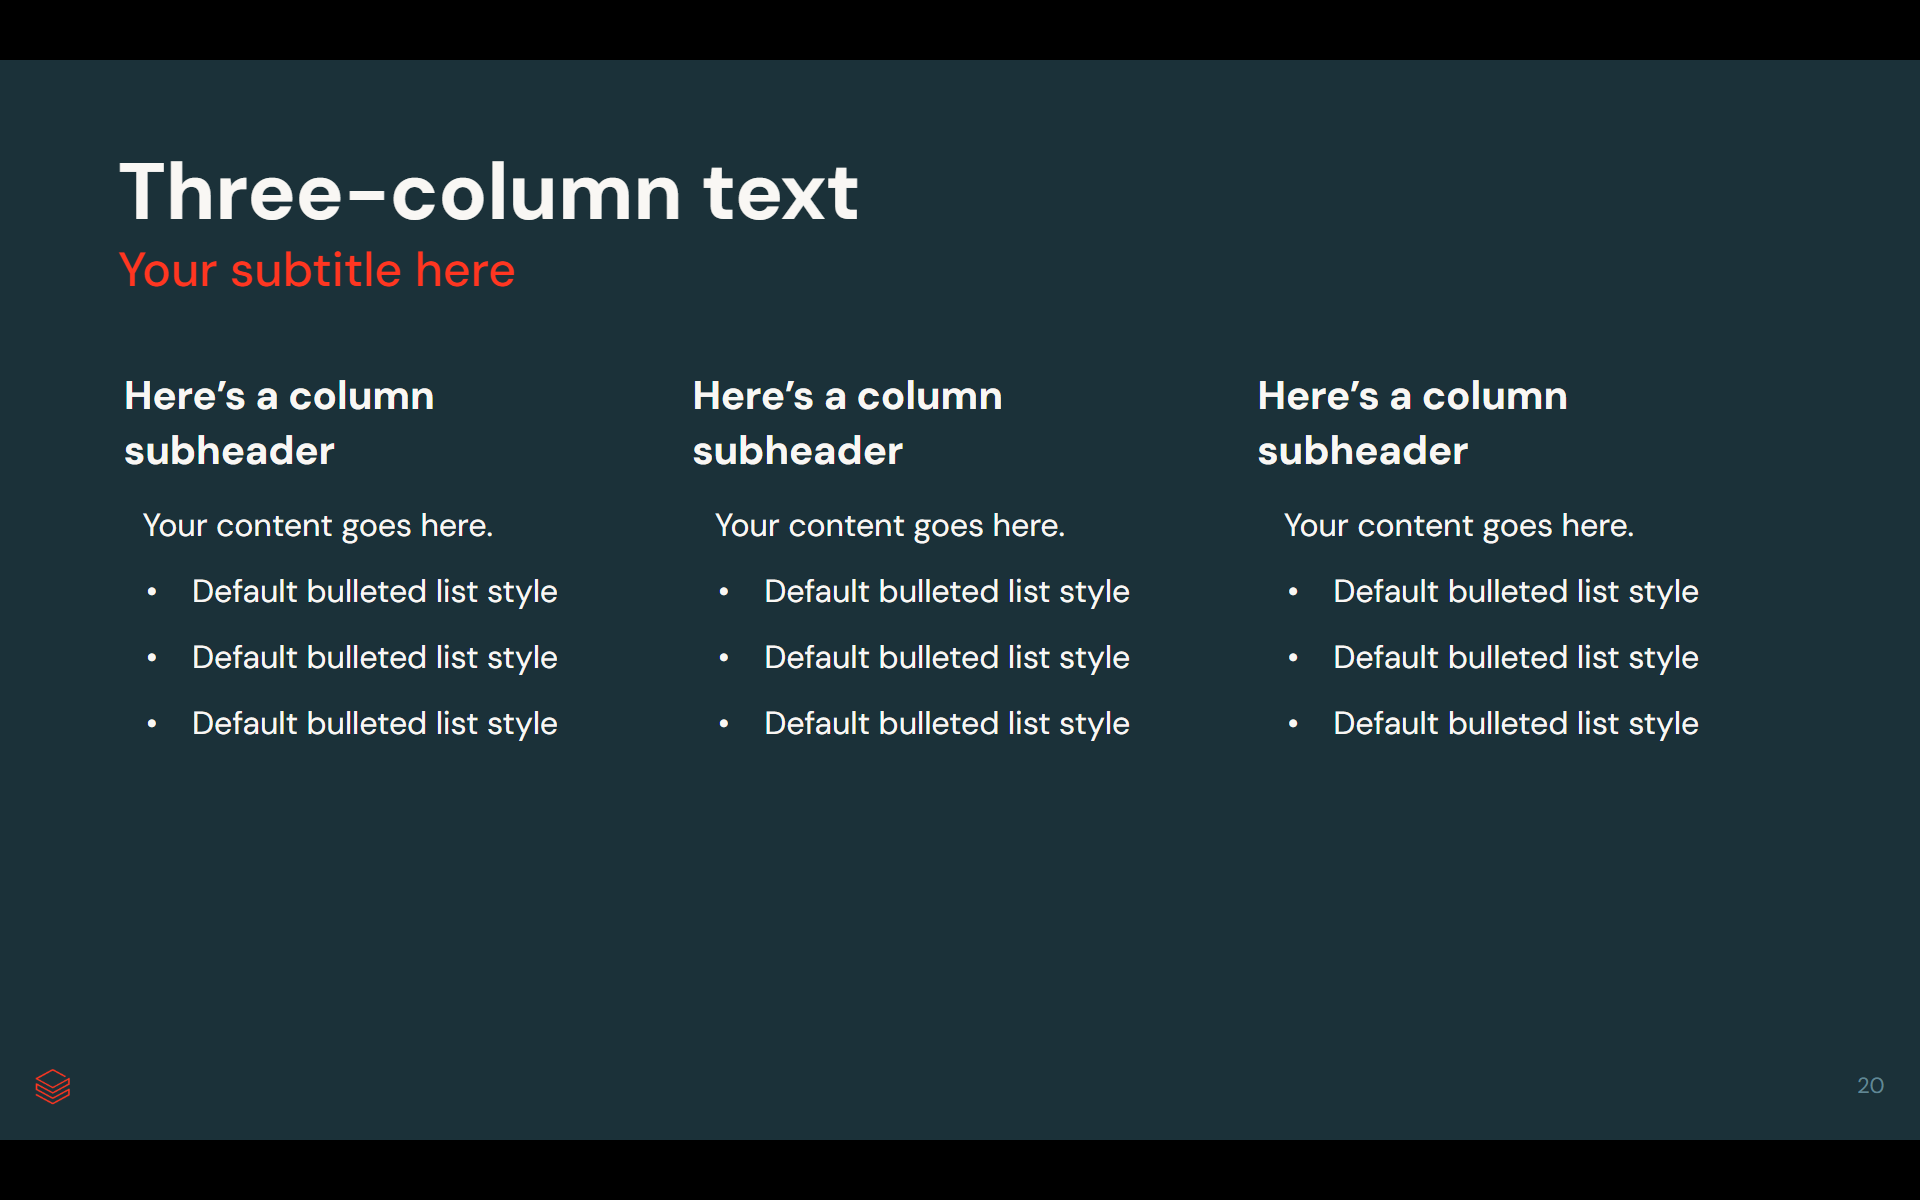 Three-column text
Your subtitle here
Here’s a column
subheader
Your content goes here.
• Default bulleted list style
• Default bulleted list style
• Default bulleted list style
Here’s a column
subheader
Your content goes here.
• Default bulleted list style
• Default bulleted list style
• Default bulleted list style
Here’s a column
subheader
Your content goes here.
• Default bulleted list style
• Default bulleted list style
• Default bulleted list style
20